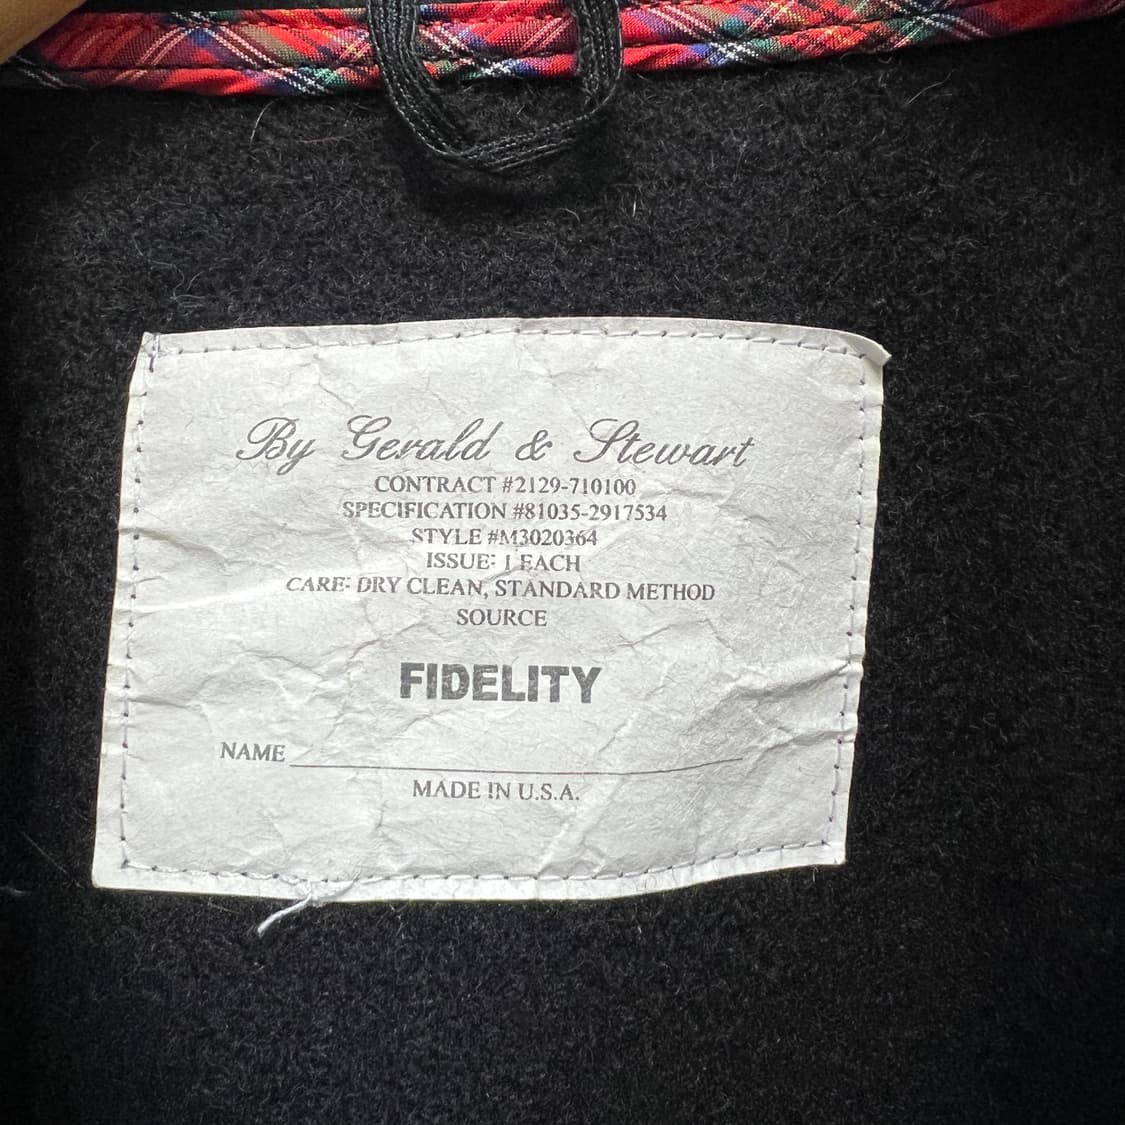 By Gerald & Stewart
CONTRACT #2129-710100
SPECIFICATION #81035-2917534
STYLE #M3020364
ISSUE: 1 EACH
CARE: DRY CLEAN, STANDARD METHOD
SOURCE
FIDELITY
NAME
MADE IN U.S.A.